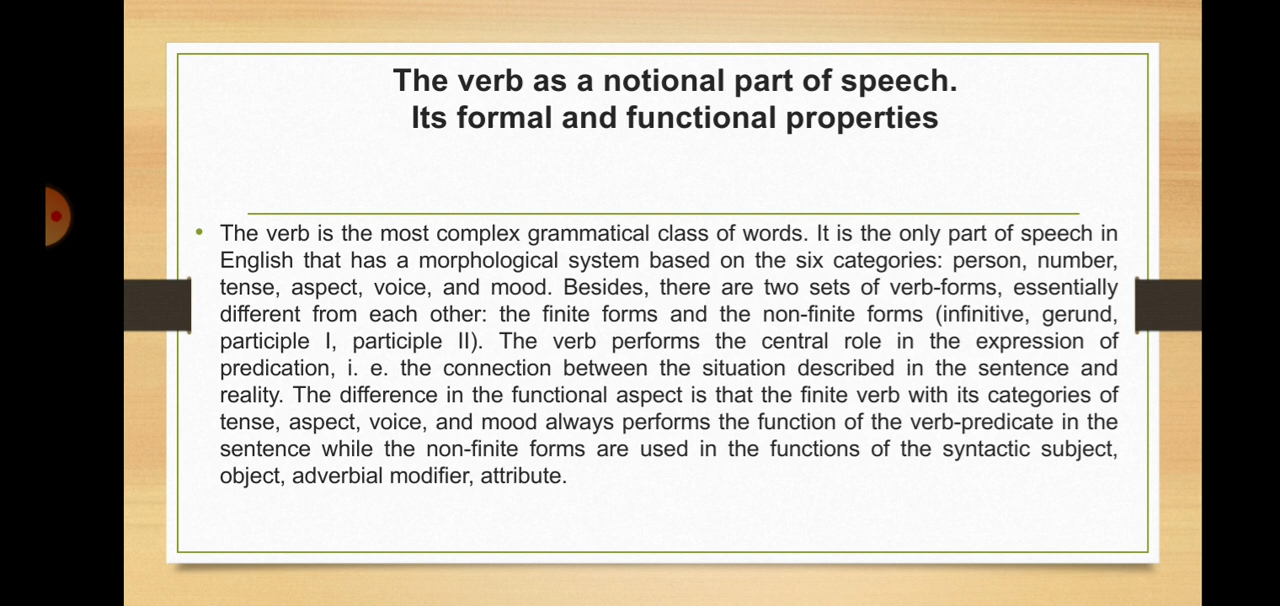 The verb as a notional part of speech.
Its formal and functional properties
• The verb is the most complex grammatical class of words. It is the only part of speech in
English that has a morphological system based on the six categories: person, number,
tense, aspect, voice, and mood. Besides, there are two sets of verb-forms, essentially
different from each other: the finite forms and the non-finite forms (infinitive, gerund,
participle I, participle II). The verb performs the central role in the expression of
predication, i. e. the connection between the situation described in the sentence and
reality. The difference in the functional aspect is that the finite verb with its categories of
tense, aspect, voice, and mood always performs the function of the verb-predicate in the
sentence while the non-finite forms are used in the functions of the syntactic subject,
object, adverbial modifier, attribute.